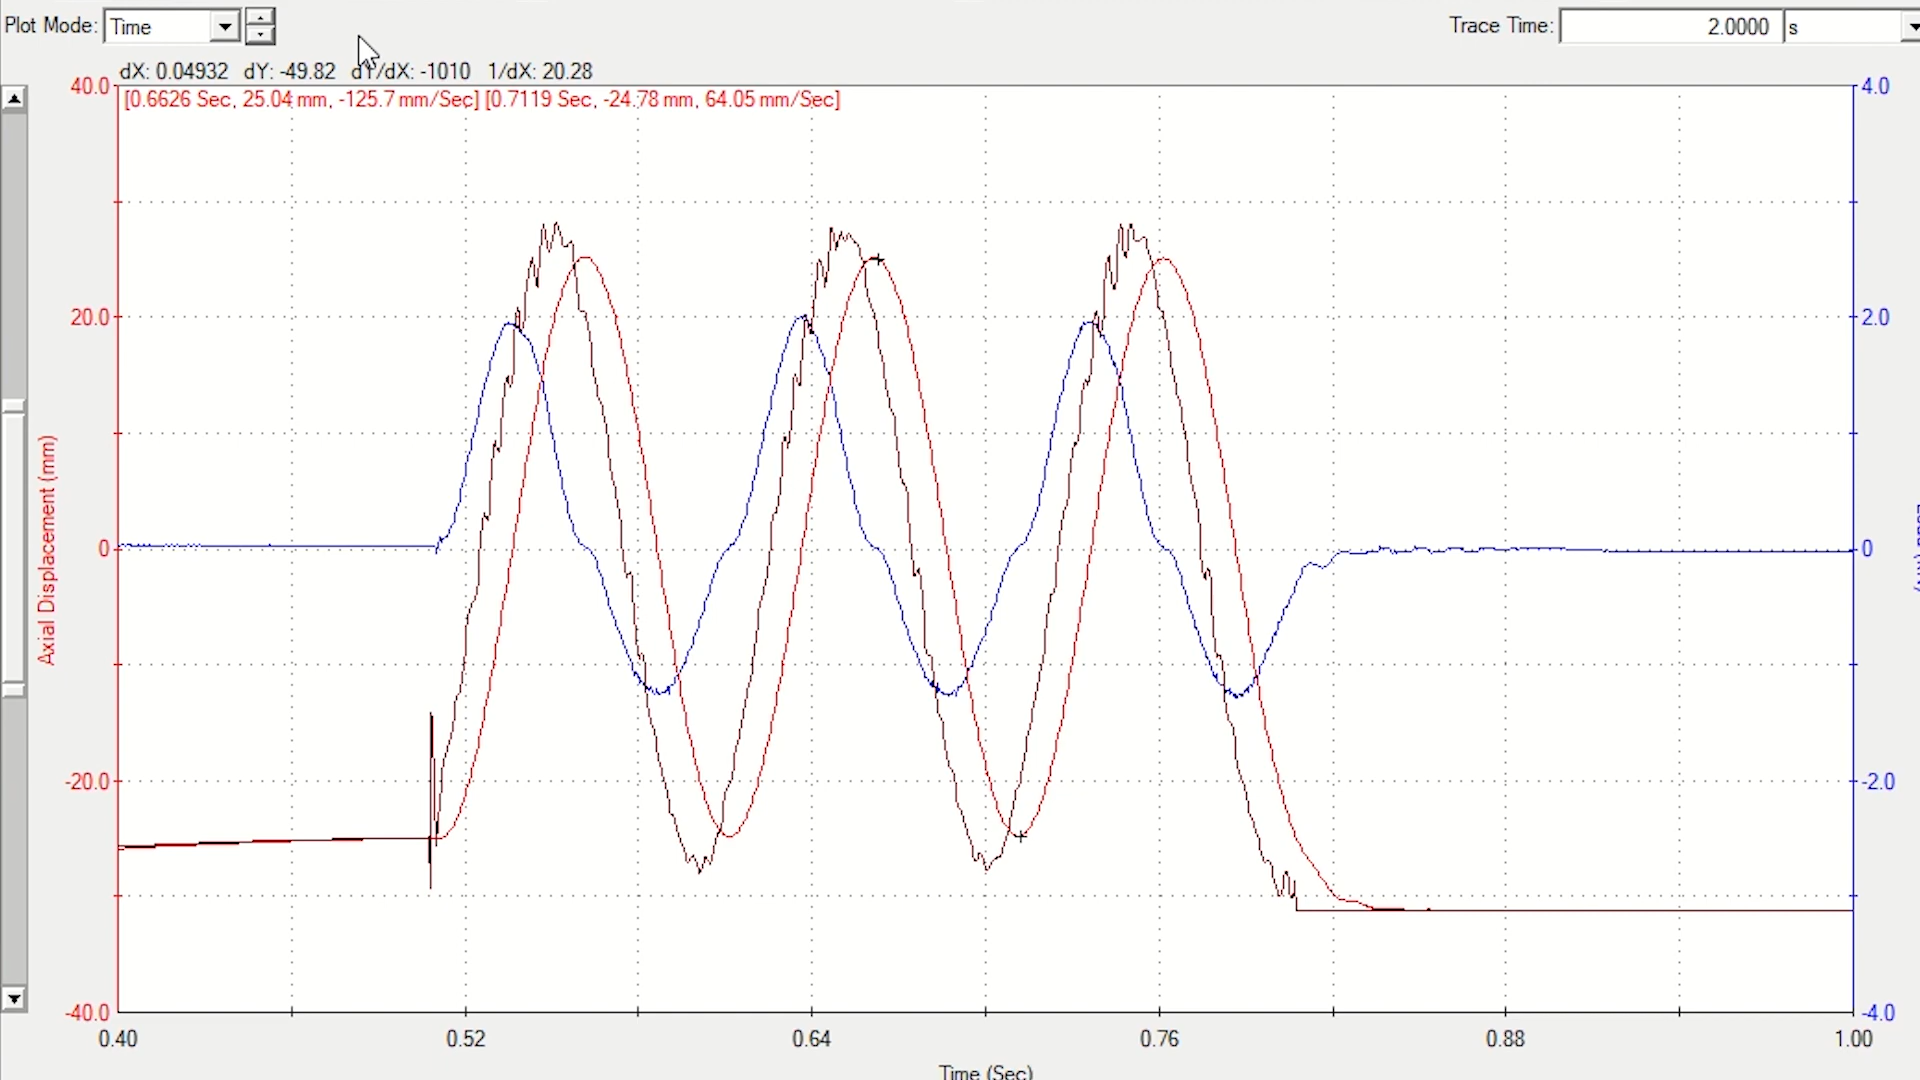 Plot Mode: Time
Trace Time: 2.0000 s
dX: 0.04932 dY: -49.82 dY/dX: -1010 1/dX: 20.28
[0.6626 Sec, 25.04 mm, -125.7 mm/Sec] [0.7119 Sec, -24.78 mm, 64.05 mm/Sec]
40.0
20.0
0
-20.0
-40.0
Axial Displacement (mm)
4.0
2.0
0
-2.0
-4.0
0.40 0.52 0.64 0.76 0.88 1.00
Time (Sec)